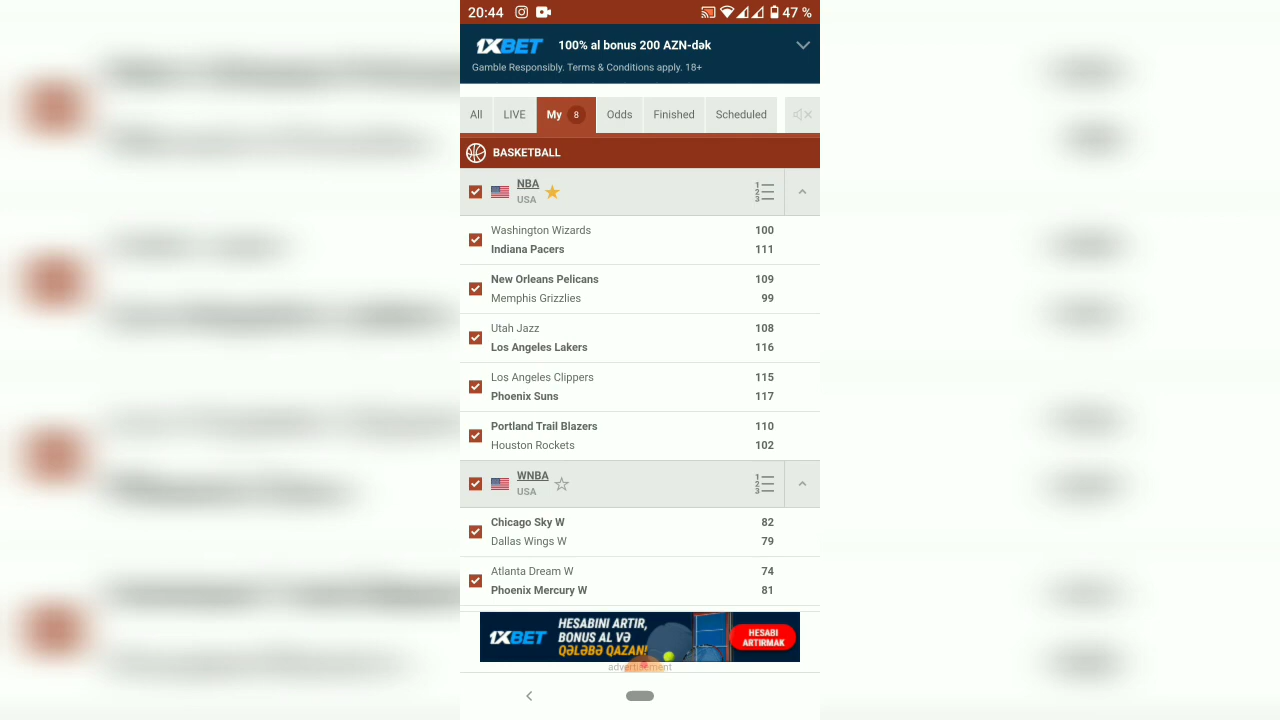 20:44 47 %
1XBET 100% al bonus 200 AZN-dək
Gamble Responsibly. Terms & Conditions apply. 18+
All LIVE My 8 Odds Finished Scheduled
BASKETBALL
NBA
USA
Washington Wizards 100
Indiana Pacers 111
New Orleans Pelicans 109
Memphis Grizzlies 99
Utah Jazz 108
Los Angeles Lakers 116
Los Angeles Clippers 115
Phoenix Suns 117
Portland Trail Blazers 110
Houston Rockets 102
WNBA
USA
Chicago Sky W 82
Dallas Wings W 79
Atlanta Dream W 74
Phoenix Mercury W 81
1XBET
HESABINI ARTIR,
BONUS AL VƏ
QƏLƏBƏ QAZAN!
HESABI
ARTIRMAK
advertisement